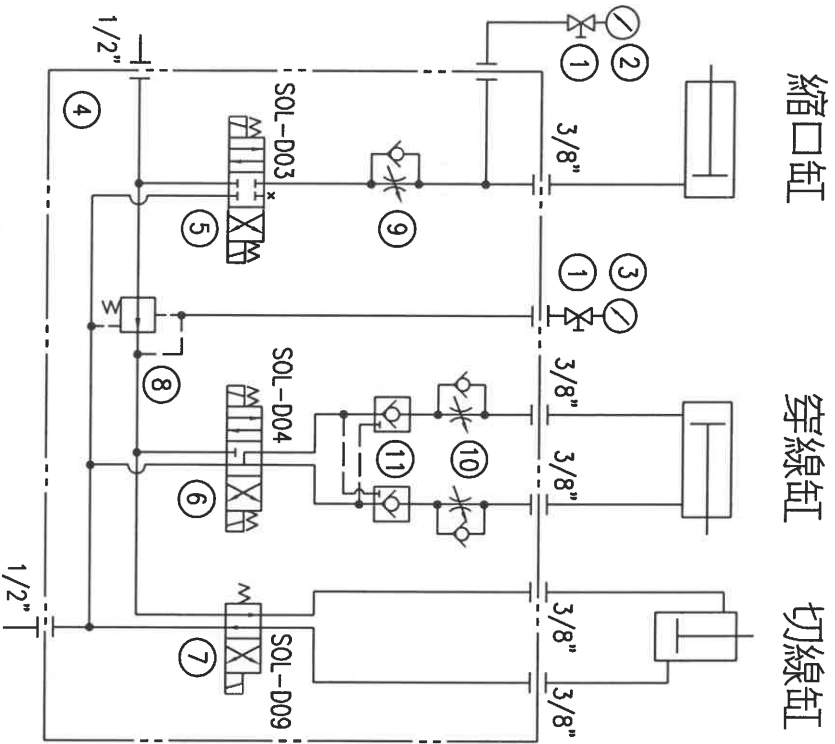 縮口缸 穿線缸 切線缸
② ③
① ①
3/8" 3/8" 3/8" 3/8" 3/8"
⑩
⑨ ⑪
SOL-D03 SOL-D04 SOL-D09
⑤ ⑥ ⑦
⑧
1/2"
④
1/2"